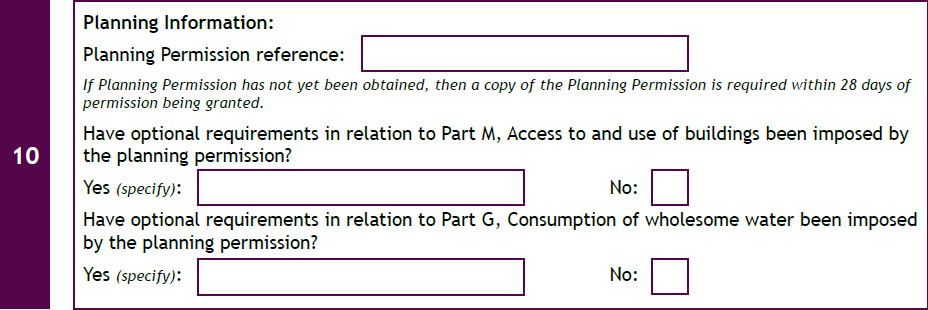 Planning Information:
Planning Permission reference:
If Planning Permission has not yet been obtained, then a copy of the Planning Permission is required within 28 days of
permission being granted.
Have optional requirements in relation to Part M, Access to and use of buildings been imposed by
10 the planning permission?
Yes (specify): No:
Have optional requirements in relation to Part G, Consumption of wholesome water been imposed
by the planning permission?
Yes (specify): No: